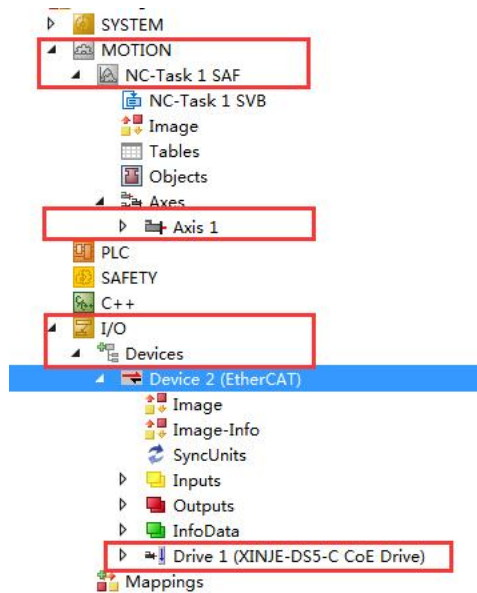 SYSTEM
MOTION
NC-Task 1 SAF
NC-Task 1 SVB
Image
Tables
Objects
Axes
Axis 1
PLC
SAFETY
C++
I/O
Devices
Device 2 (EtherCAT)
Image
Image-Info
SyncUnits
Inputs
Outputs
InfoData
Drive 1 (XINJE-DS5-C CoE Drive)
Mappings